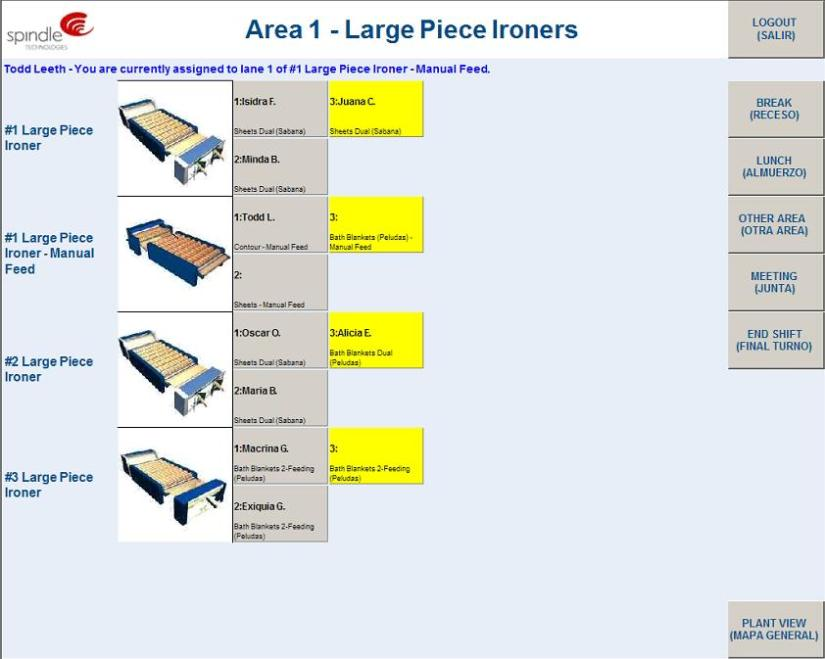 spindle
TECHNOLOGIES
Area 1 - Large Piece Ironers
LOGOUT
(SALIR)
Todd Leeth - You are currently assigned to lane 1 of #1 Large Piece Ironer - Manual Feed.
#1 Large Piece
Ironer
1:Isidra F.
Sheets Dual (Sabana)
3:Juana C.
Sheets Dual (Sabana)
2:Minda B.
Sheets Dual (Sabana)
#1 Large Piece
Ironer - Manual
Feed
1:Todd L.
Contour - Manual Feed
3:
Bath Blankets (Peludas) -
Manual Feed
2:
Sheets - Manual Feed
#2 Large Piece
Ironer
1:Oscar O.
Sheets Dual (Sabana)
3:Alicia E.
Bath Blankets Dual
(Peludas)
2:Maria B.
Sheets Dual (Sabana)
#3 Large Piece
Ironer
1:Macrina G.
Bath Blankets 2-Feeding
(Peludas)
3:
Bath Blankets 2-Feeding
(Peludas)
2:Exiquia G.
Bath Blankets 2-Feeding
(Peludas)
BREAK
(RECESO)
LUNCH
(ALMUERZO)
OTHER AREA
(OTRA AREA)
MEETING
(JUNTA)
END SHIFT
(FINAL TURNO)
PLANT VIEW
(MAPA GENERAL)